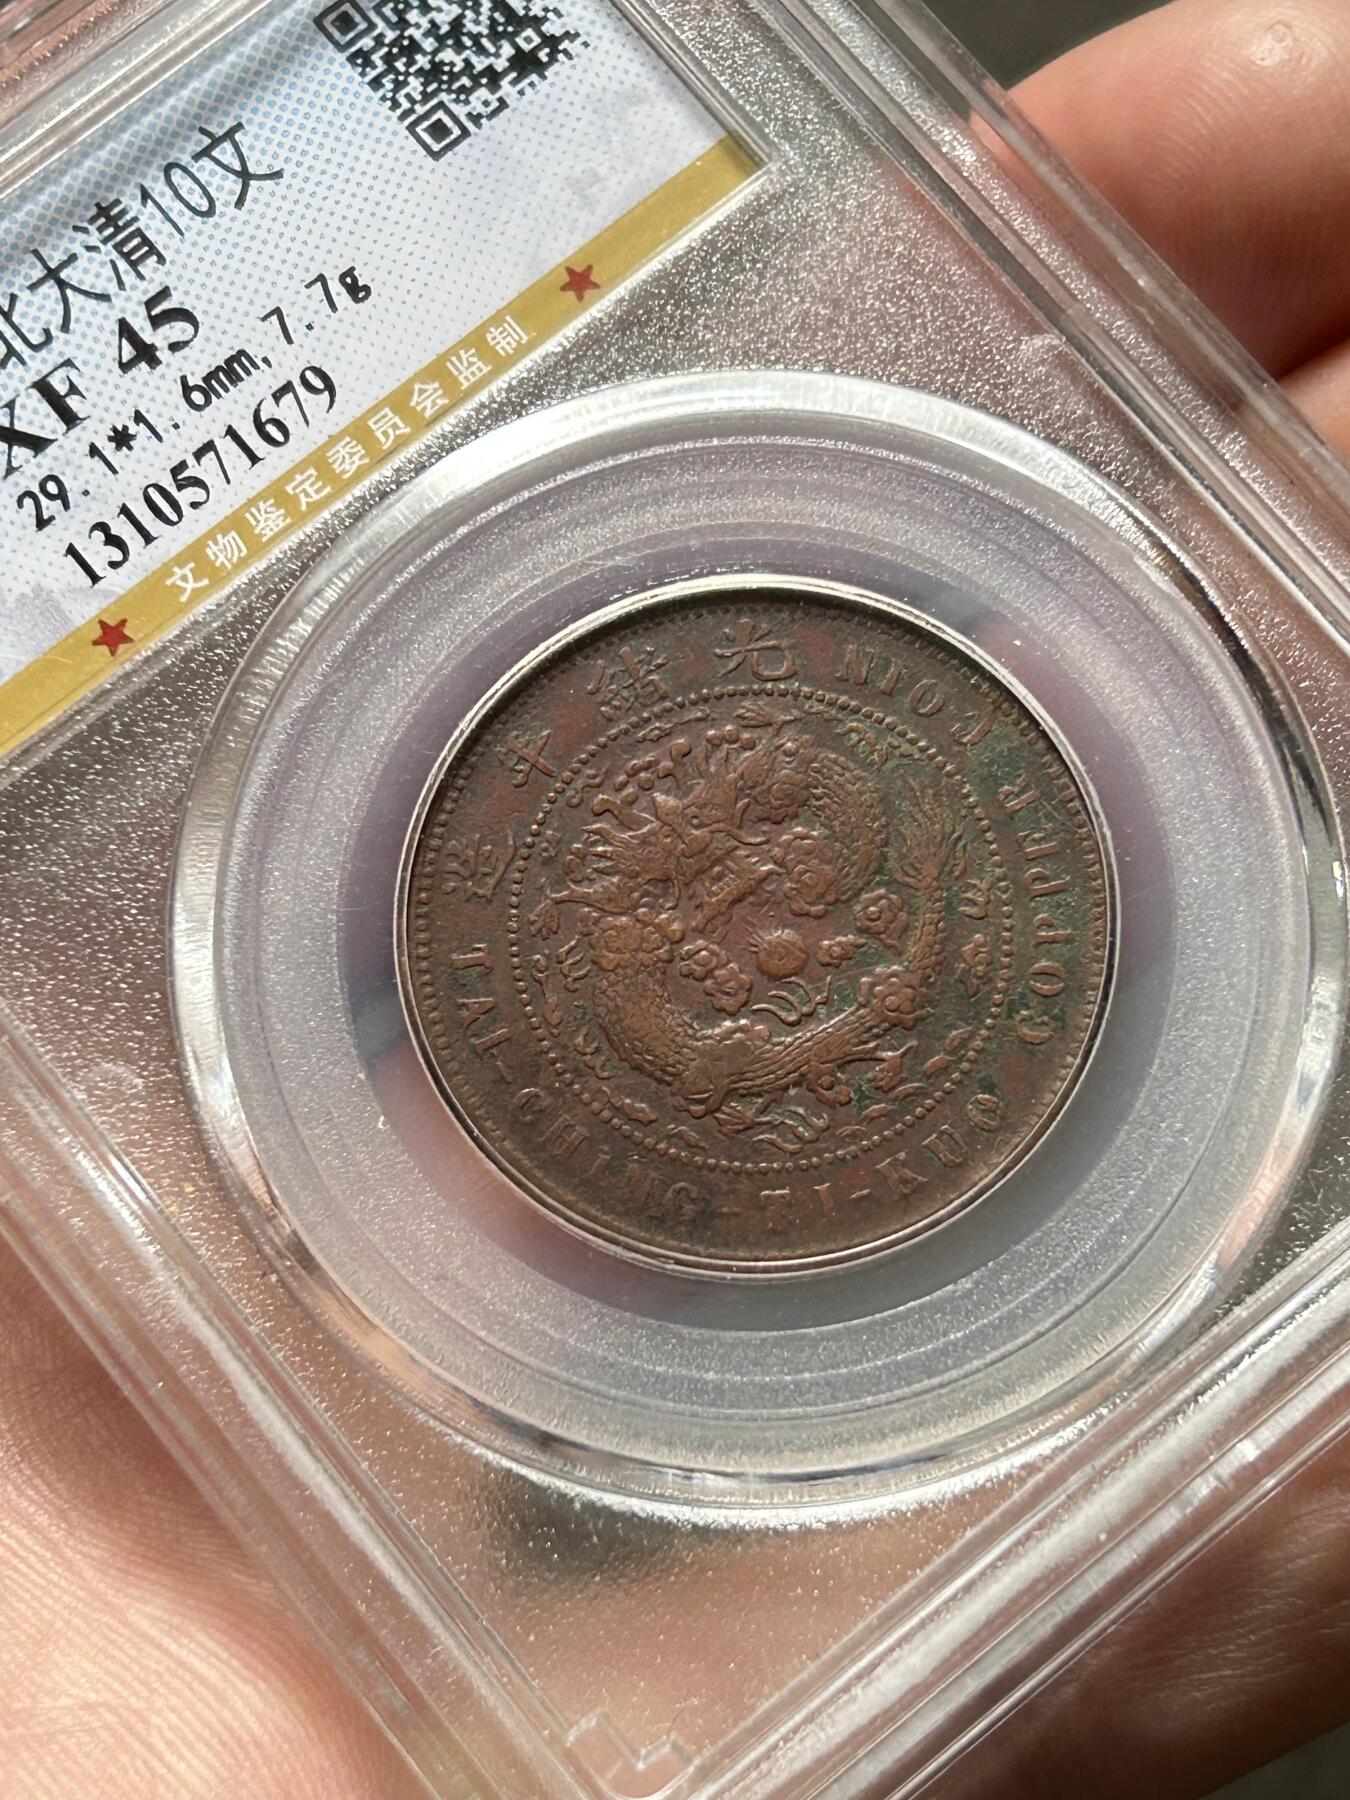 北大清10文
XF 45
29.1*1.6mm, 7.7g
1310571679
文物鉴定委员会监制
光緒年造
TAI-CHING-TI-KUO COPPER COIN